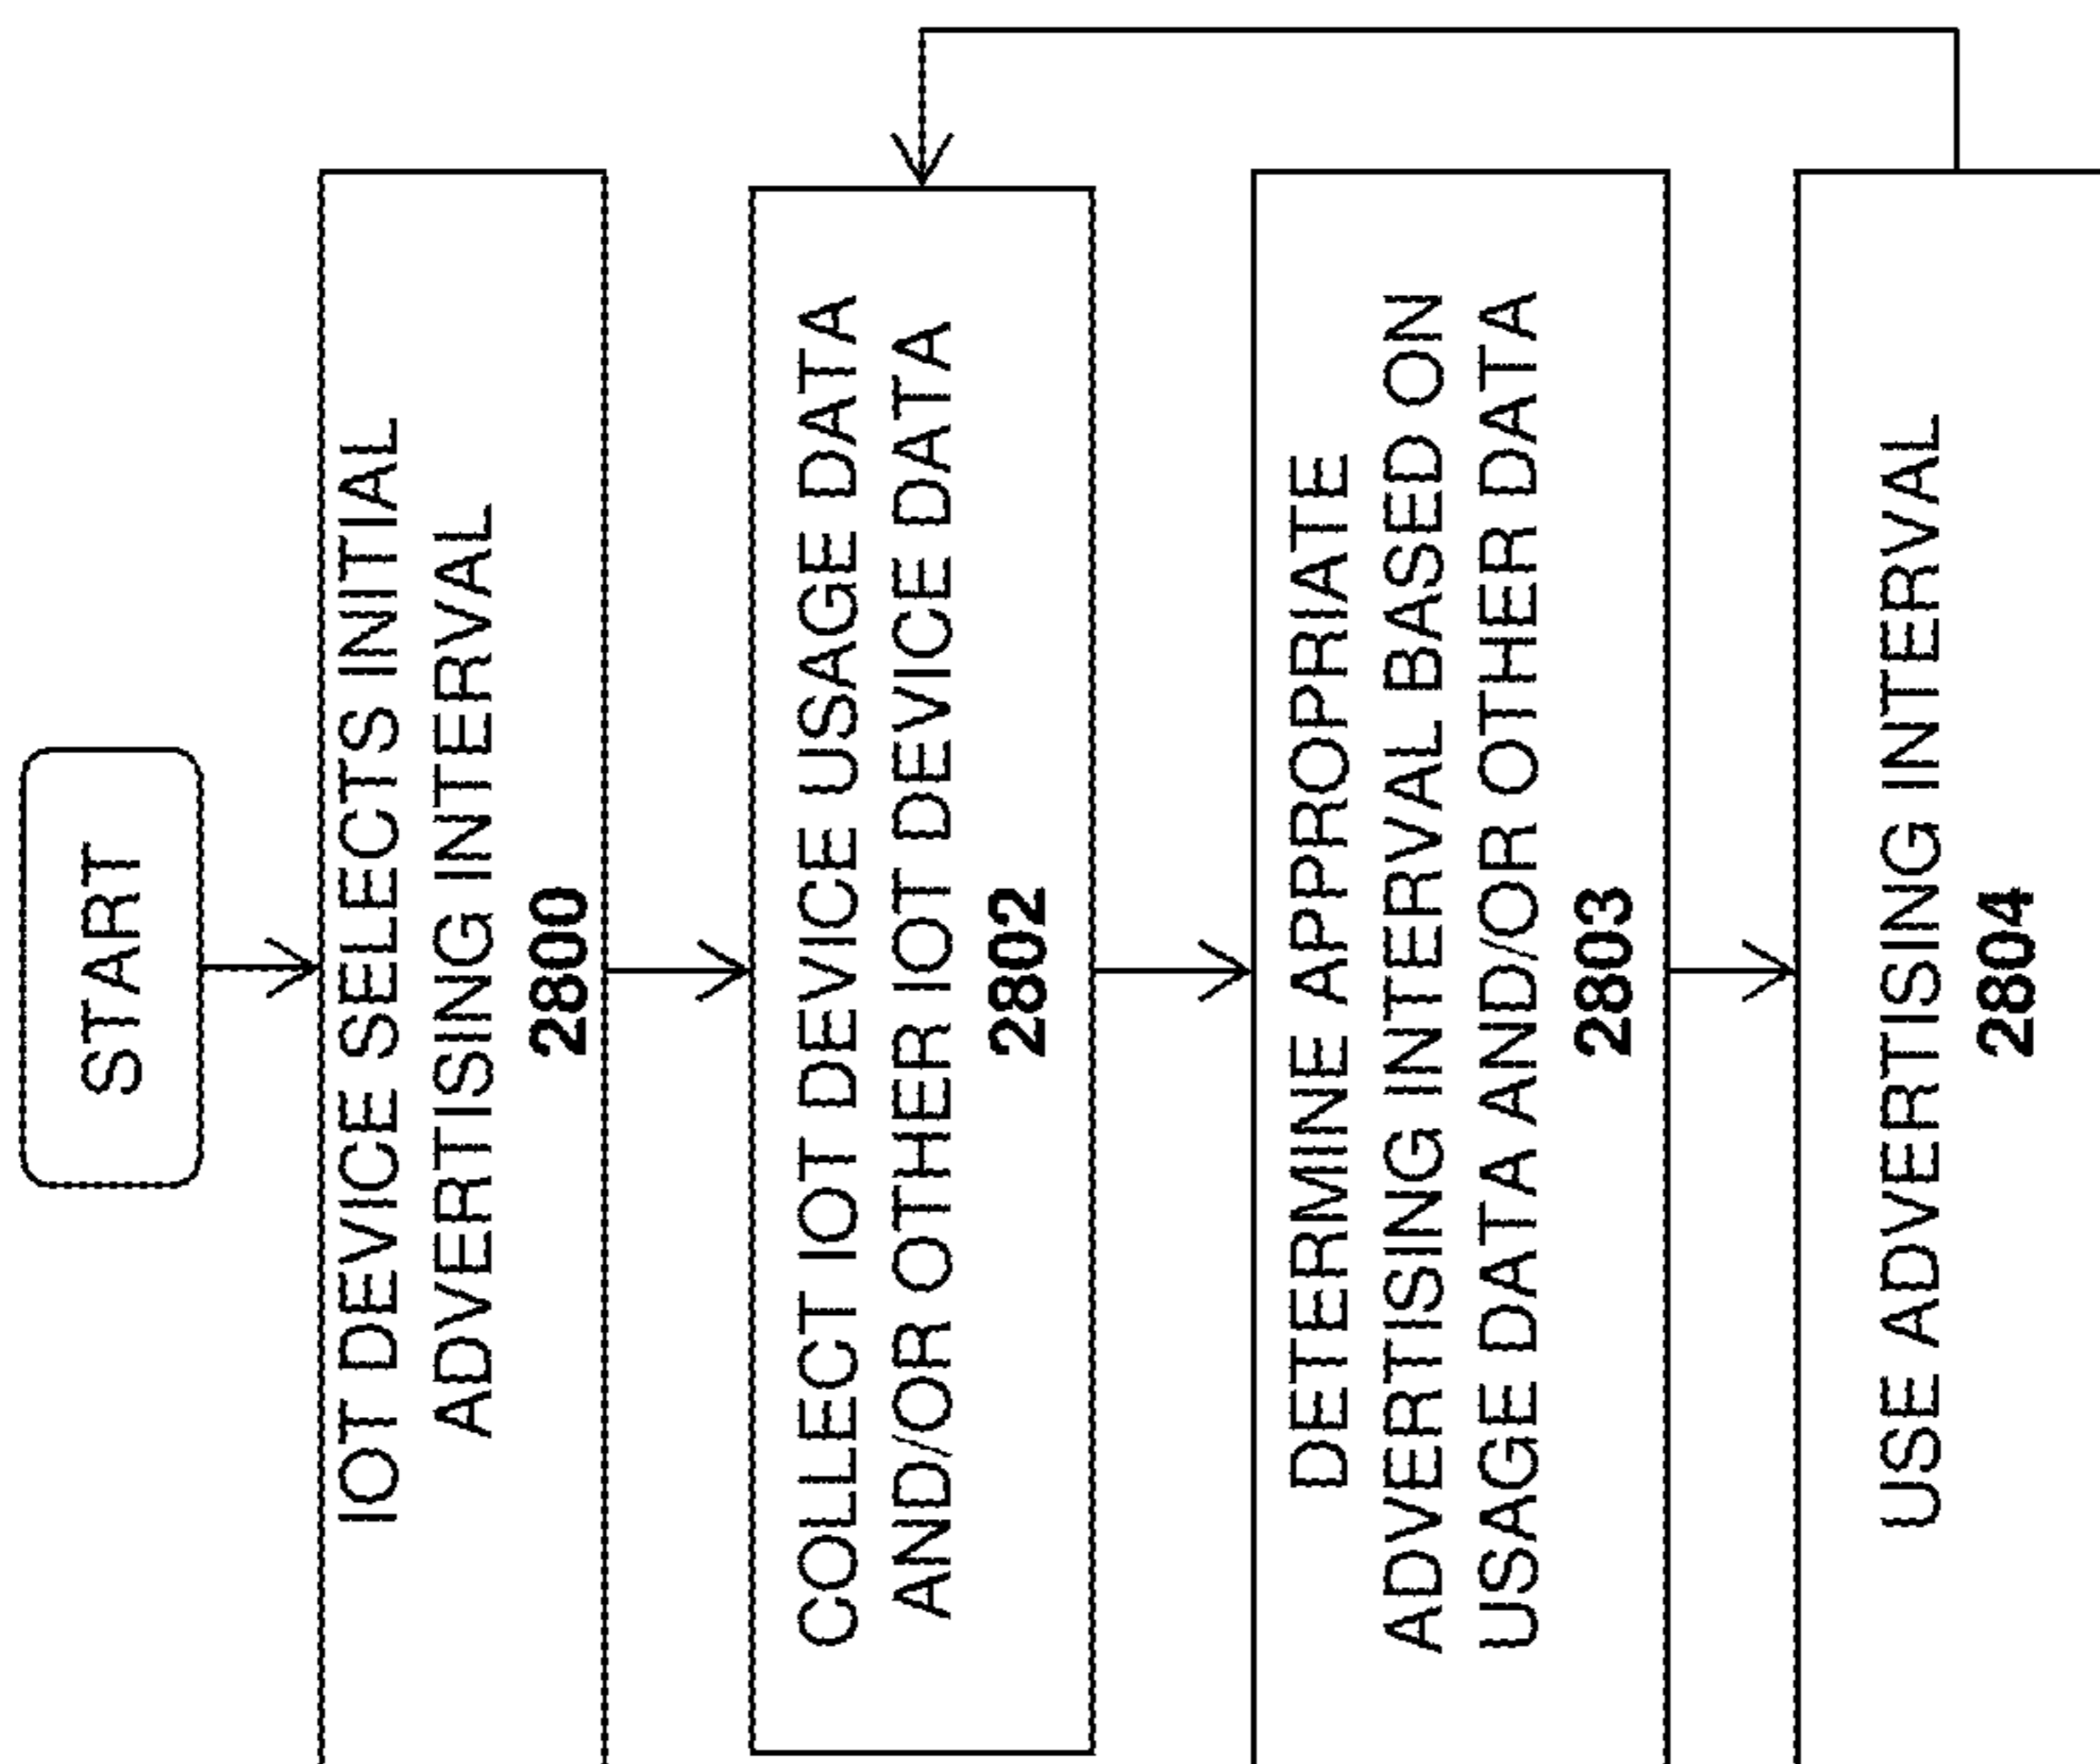 START
IOT DEVICE SELECTS INITIAL
ADVERTISING INTERVAL
2800
COLLECT IOT DEVICE USAGE DATA
AND/OR OTHER IOT DEVICE DATA
2802
DETERMINE APPROPRIATE
ADVERTISING INTERVAL BASED ON
USAGE DATA AND/OR OTHER DATA
2803
USE ADVERTISING INTERVAL
2804